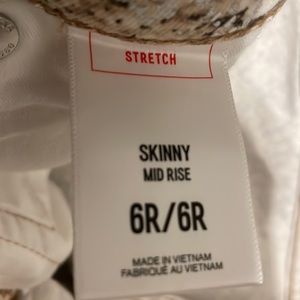 STRETCH
SKINNY
MID RISE
6R/6R
MADE IN VIETNAM
FABRIQUÉ AU VIETNAM